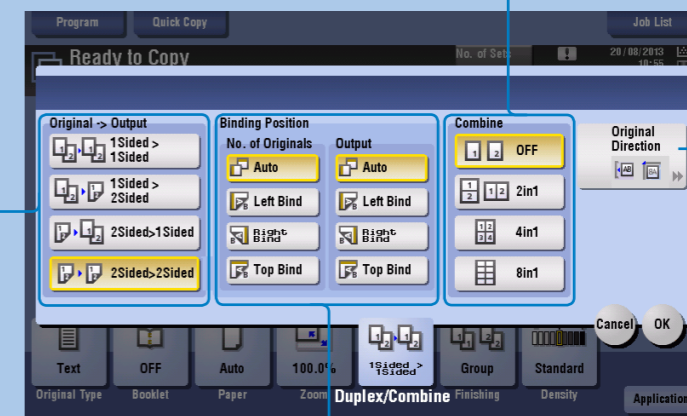 Program
Quick Copy
Job List
Ready to Copy
No. of Sets
20/08/2013
10:55
Original -> Output
1Sided >
1Sided
1Sided >
2Sided
2Sided>1Sided
2Sided>2Sided
Binding Position
No. of Originals
Output
Auto
Auto
Left Bind
Left Bind
Right
Bind
Right
Bind
Top Bind
Top Bind
Combine
OFF
2in1
4in1
8in1
Original
Direction
Cancel
OK
Text
OFF
Auto
100.0%
1Sided >
1Sided
Group
Standard
Original Type
Booklet
Paper
Zoom
Duplex/Combine
Finishing
Density
Application